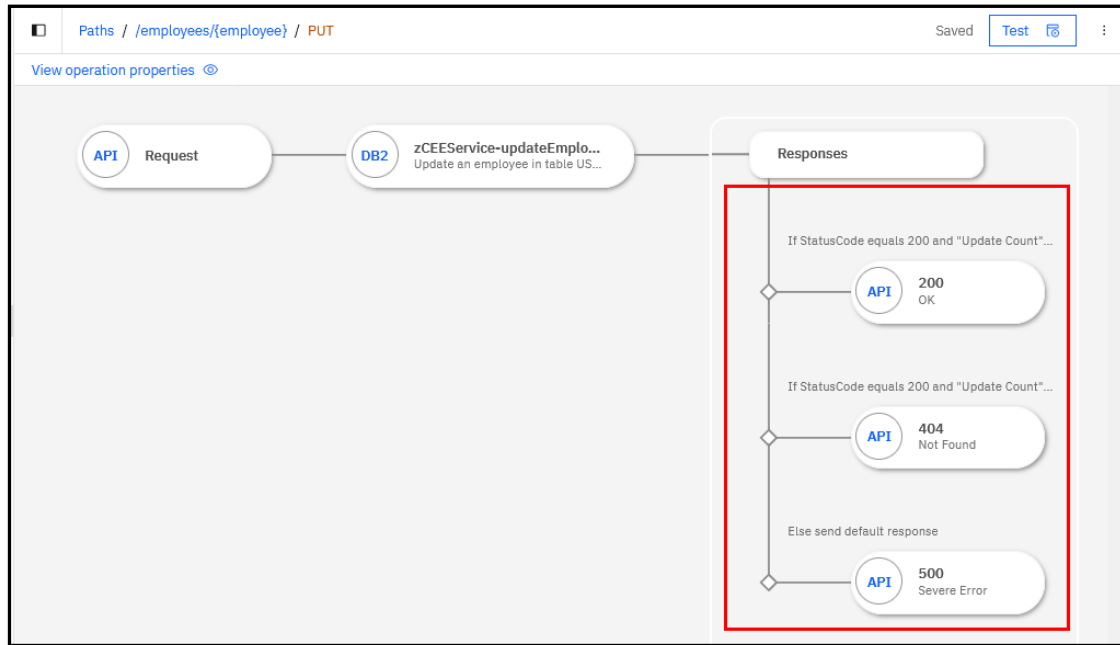 Paths / /employees/{employee} / PUT
Saved
Test
View operation properties
API
Request
DB2
zCEEService-updateEmplo...
Update an employee in table US...
Responses
If StatusCode equals 200 and "Update Count"...
API
200
OK
If StatusCode equals 200 and "Update Count"...
API
404
Not Found
Else send default response
API
500
Severe Error